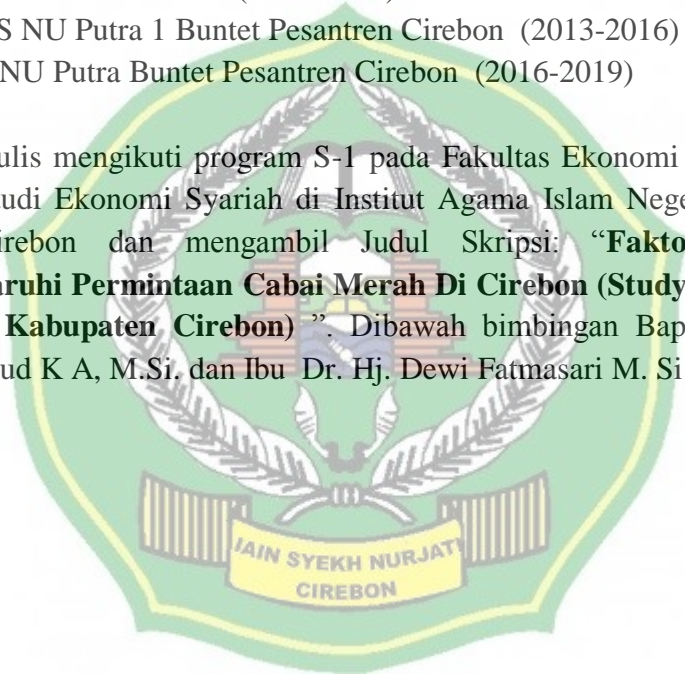 S NU Putra 1 Buntet Pesantren Cirebon (2013-2016)
NU Putra Buntet Pesantren Cirebon (2016-2019)
ulis mengikuti program S-1 pada Fakultas Ekonomi
udi Ekonomi Syariah di Institut Agama Islam Nege
irebon dan mengambil Judul Skripsi: “Fakto
aruhi Permintaan Cabai Merah Di Cirebon (Study
Kabupaten Cirebon) ”. Dibawah bimbingan Bap
ud K A, M.Si. dan Ibu Dr. Hj. Dewi Fatmasari M. Si
IAIN SYEKH NURJATI
CIREBON